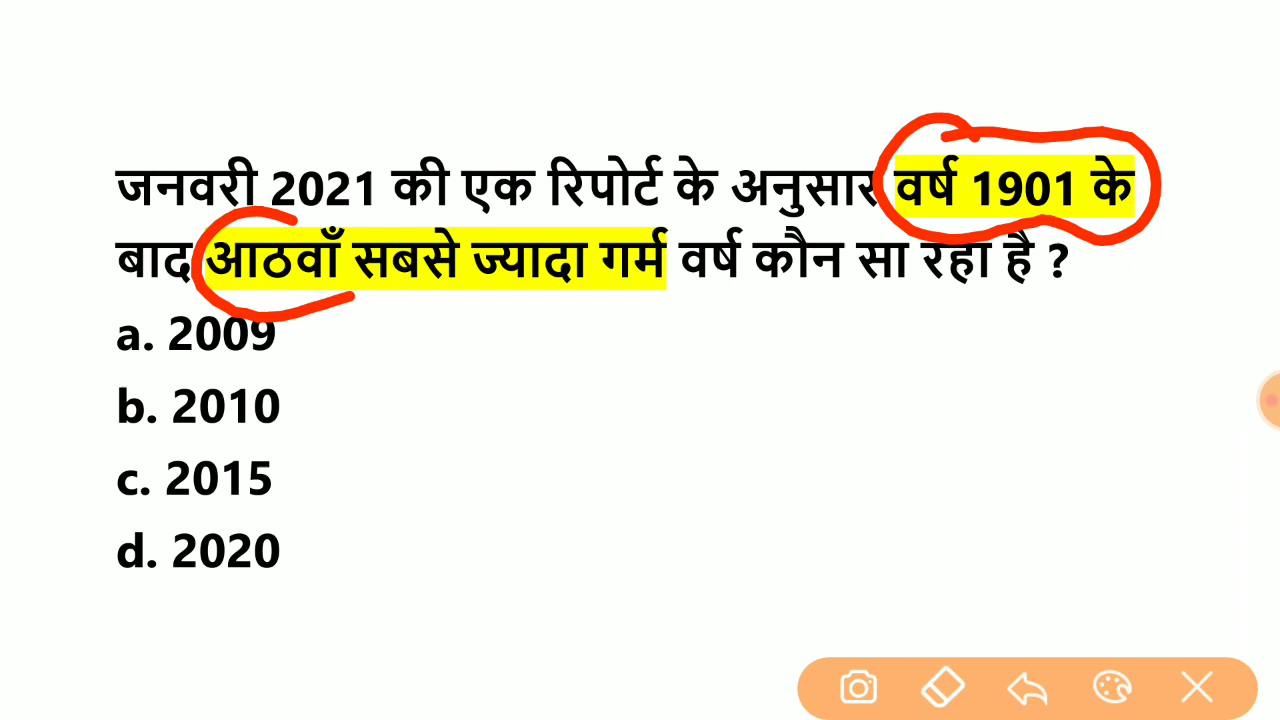 जनवरी 2021 की एक रिपोर्ट के अनुसार वर्ष 1901 के
बाद आठवाँ सबसे ज्यादा गर्म वर्ष कौन सा रहा है ?
a. 2009
b. 2010
c. 2015
d. 2020